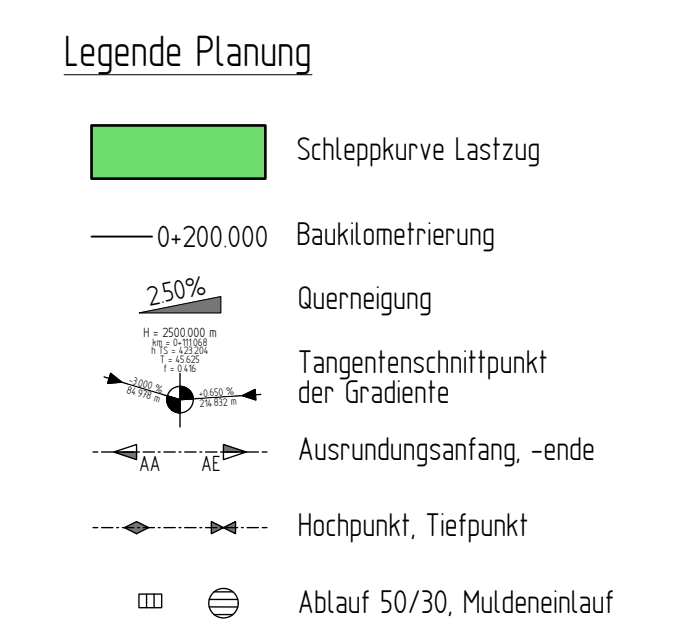 Legende Planung
Schleppkurve Lastzug
0+200.000 Baukilometrierung
2.50% Querneigung
H = 2500.000 m
km = 0+111.068
h TS = 423.204
T = 45.625
f = 0.416
-3.000 %
84.978 m
+0.650 %
214.832 m
Tangentenschnittpunkt
der Gradiente
AA AE Ausrundungsanfang, -ende
Hochpunkt, Tiefpunkt
Ablauf 50/30, Muldeneinlauf